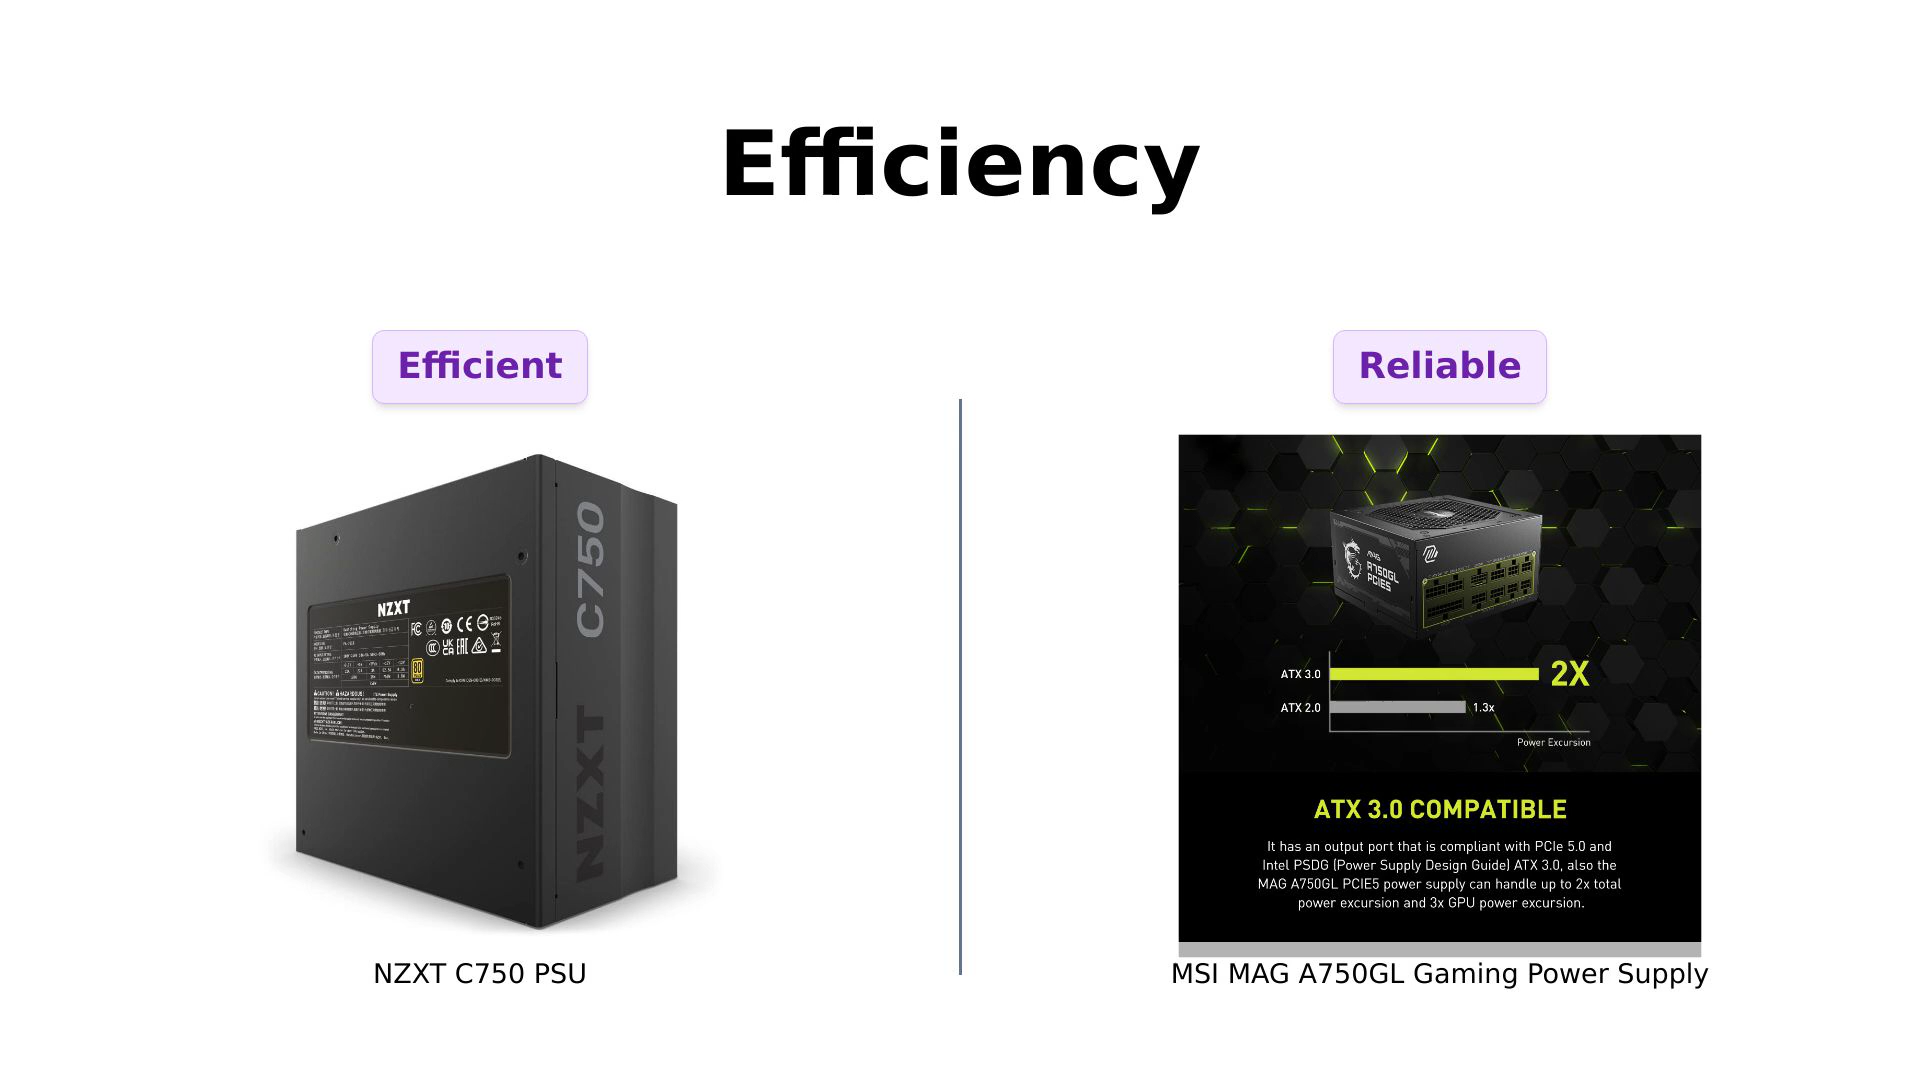 Efficiency
Efficient
Reliable
C750
NZXT
NZXT
NZXT C750 PSU
MAG
A750GL
PCIE5
ATX 3.0
2X
ATX 2.0
1.3x
Power Excursion
ATX 3.0 COMPATIBLE
It has an output port that is compliant with PCIe 5.0 and
Intel PSDG (Power Supply Design Guide) ATX 3.0, also the
MAG A750GL PCIE5 power supply can handle up to 2x total
power excursion and 3x GPU power excursion.
MSI MAG A750GL Gaming Power Supply